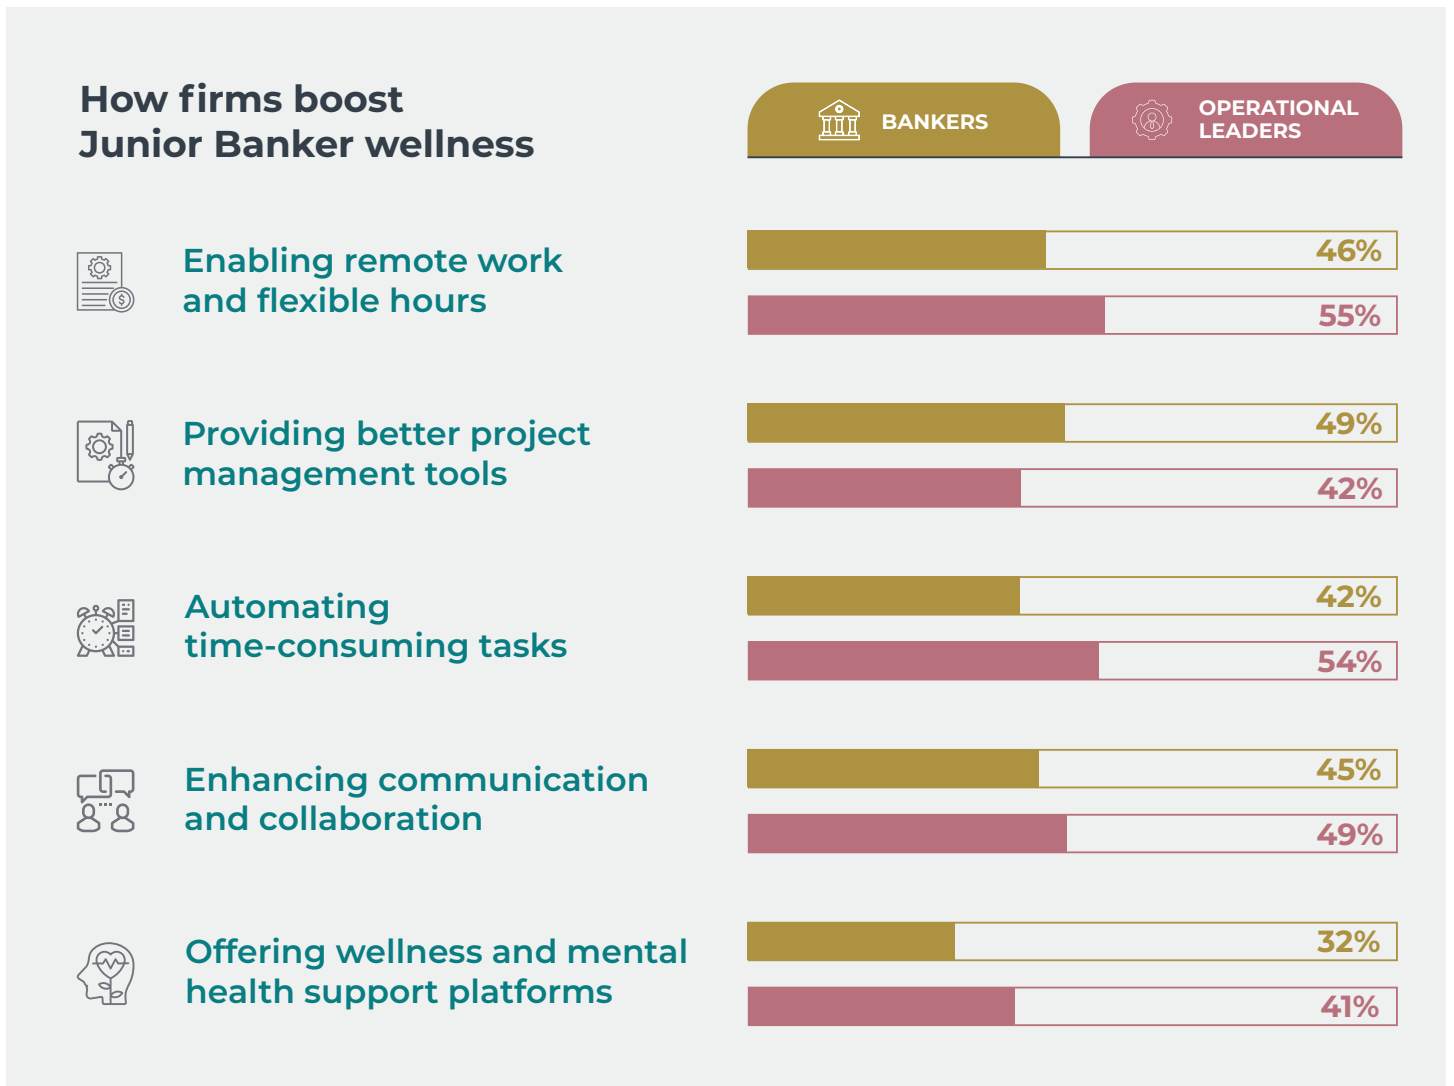 How firms boost
Junior Banker wellness
BANKERS
OPERATIONAL
LEADERS
Enabling remote work
and flexible hours
46%
55%
Providing better project
management tools
49%
42%
Automating
time-consuming tasks
42%
54%
Enhancing communication
and collaboration
45%
49%
Offering wellness and mental
health support platforms
32%
41%